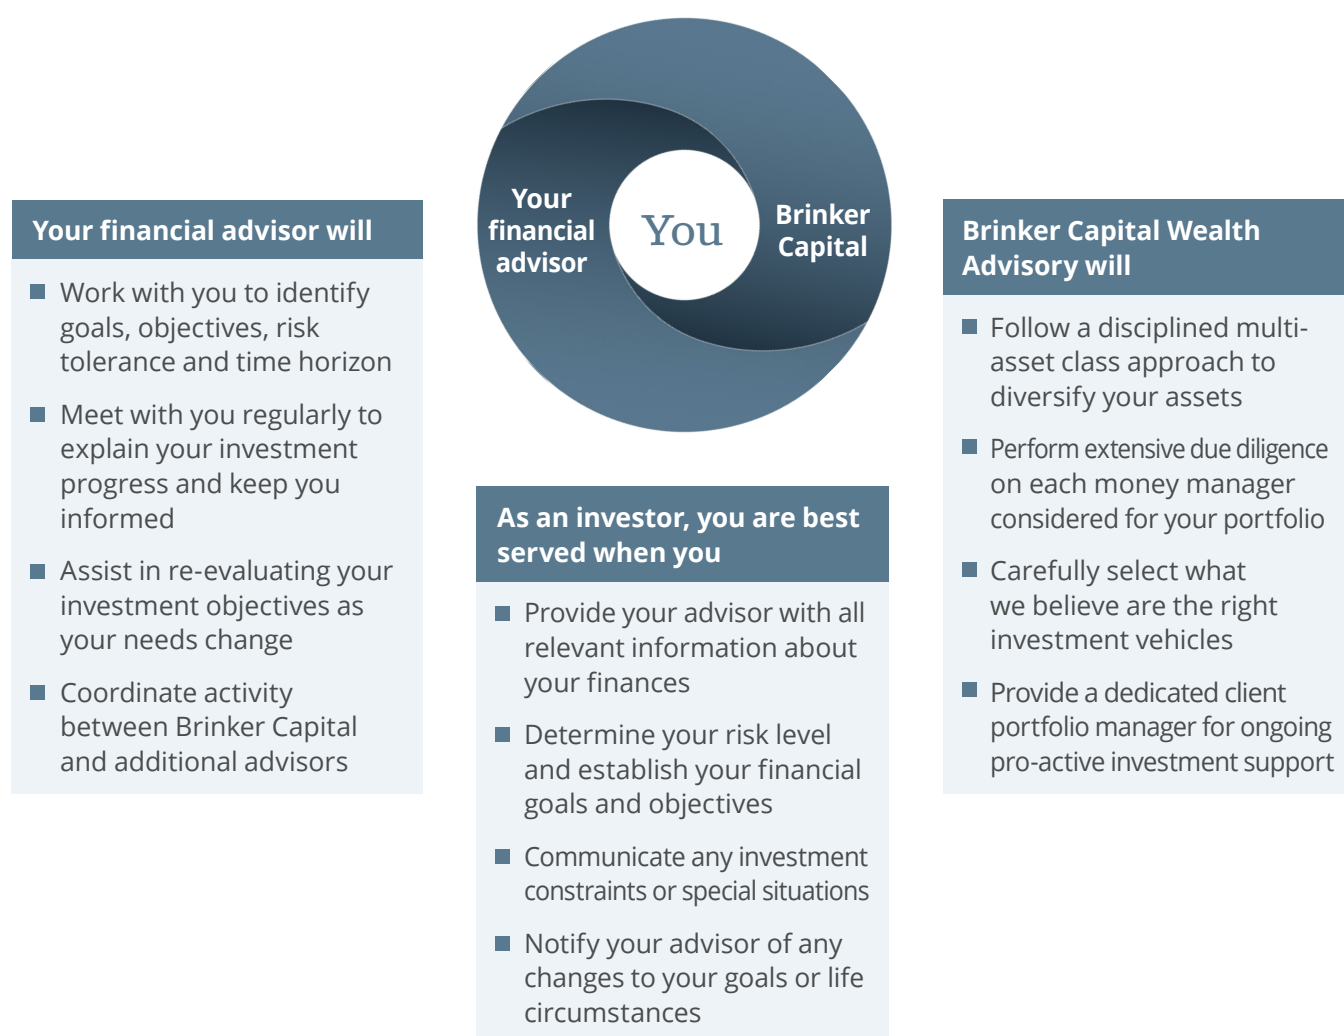 Your
financial
advisor
You
Brinker
Capital
Your financial advisor will
Work with you to identify
goals, objectives, risk
tolerance and time horizon
Meet with you regularly to
explain your investment
progress and keep you
informed
Assist in re-evaluating your
investment objectives as
your needs change
Coordinate activity
between Brinker Capital
and additional advisors
As an investor, you are best
served when you
Provide your advisor with all
relevant information about
your finances
Determine your risk level
and establish your financial
goals and objectives
Communicate any investment
constraints or special situations
Notify your advisor of any
changes to your goals or life
circumstances
Brinker Capital Wealth
Advisory will
Follow a disciplined multi-
asset class approach to
diversify your assets
Perform extensive due diligence
on each money manager
considered for your portfolio
Carefully select what
we believe are the right
investment vehicles
Provide a dedicated client
portfolio manager for ongoing
pro-active investment support